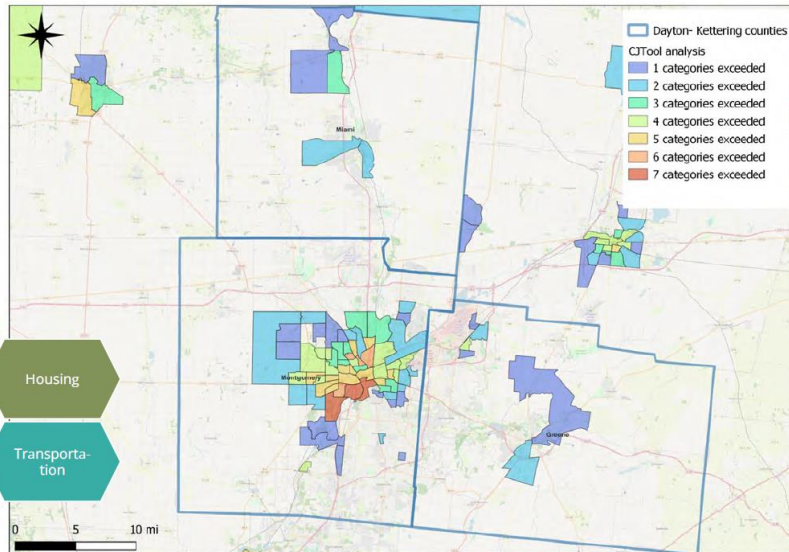 Dayton- Kettering counties
CJTool analysis
1 categories exceeded
2 categories exceeded
3 categories exceeded
4 categories exceeded
5 categories exceeded
6 categories exceeded
7 categories exceeded
Miami
Housing
Montgomery
Transporta-
tion
Greene
0 5 10 mi